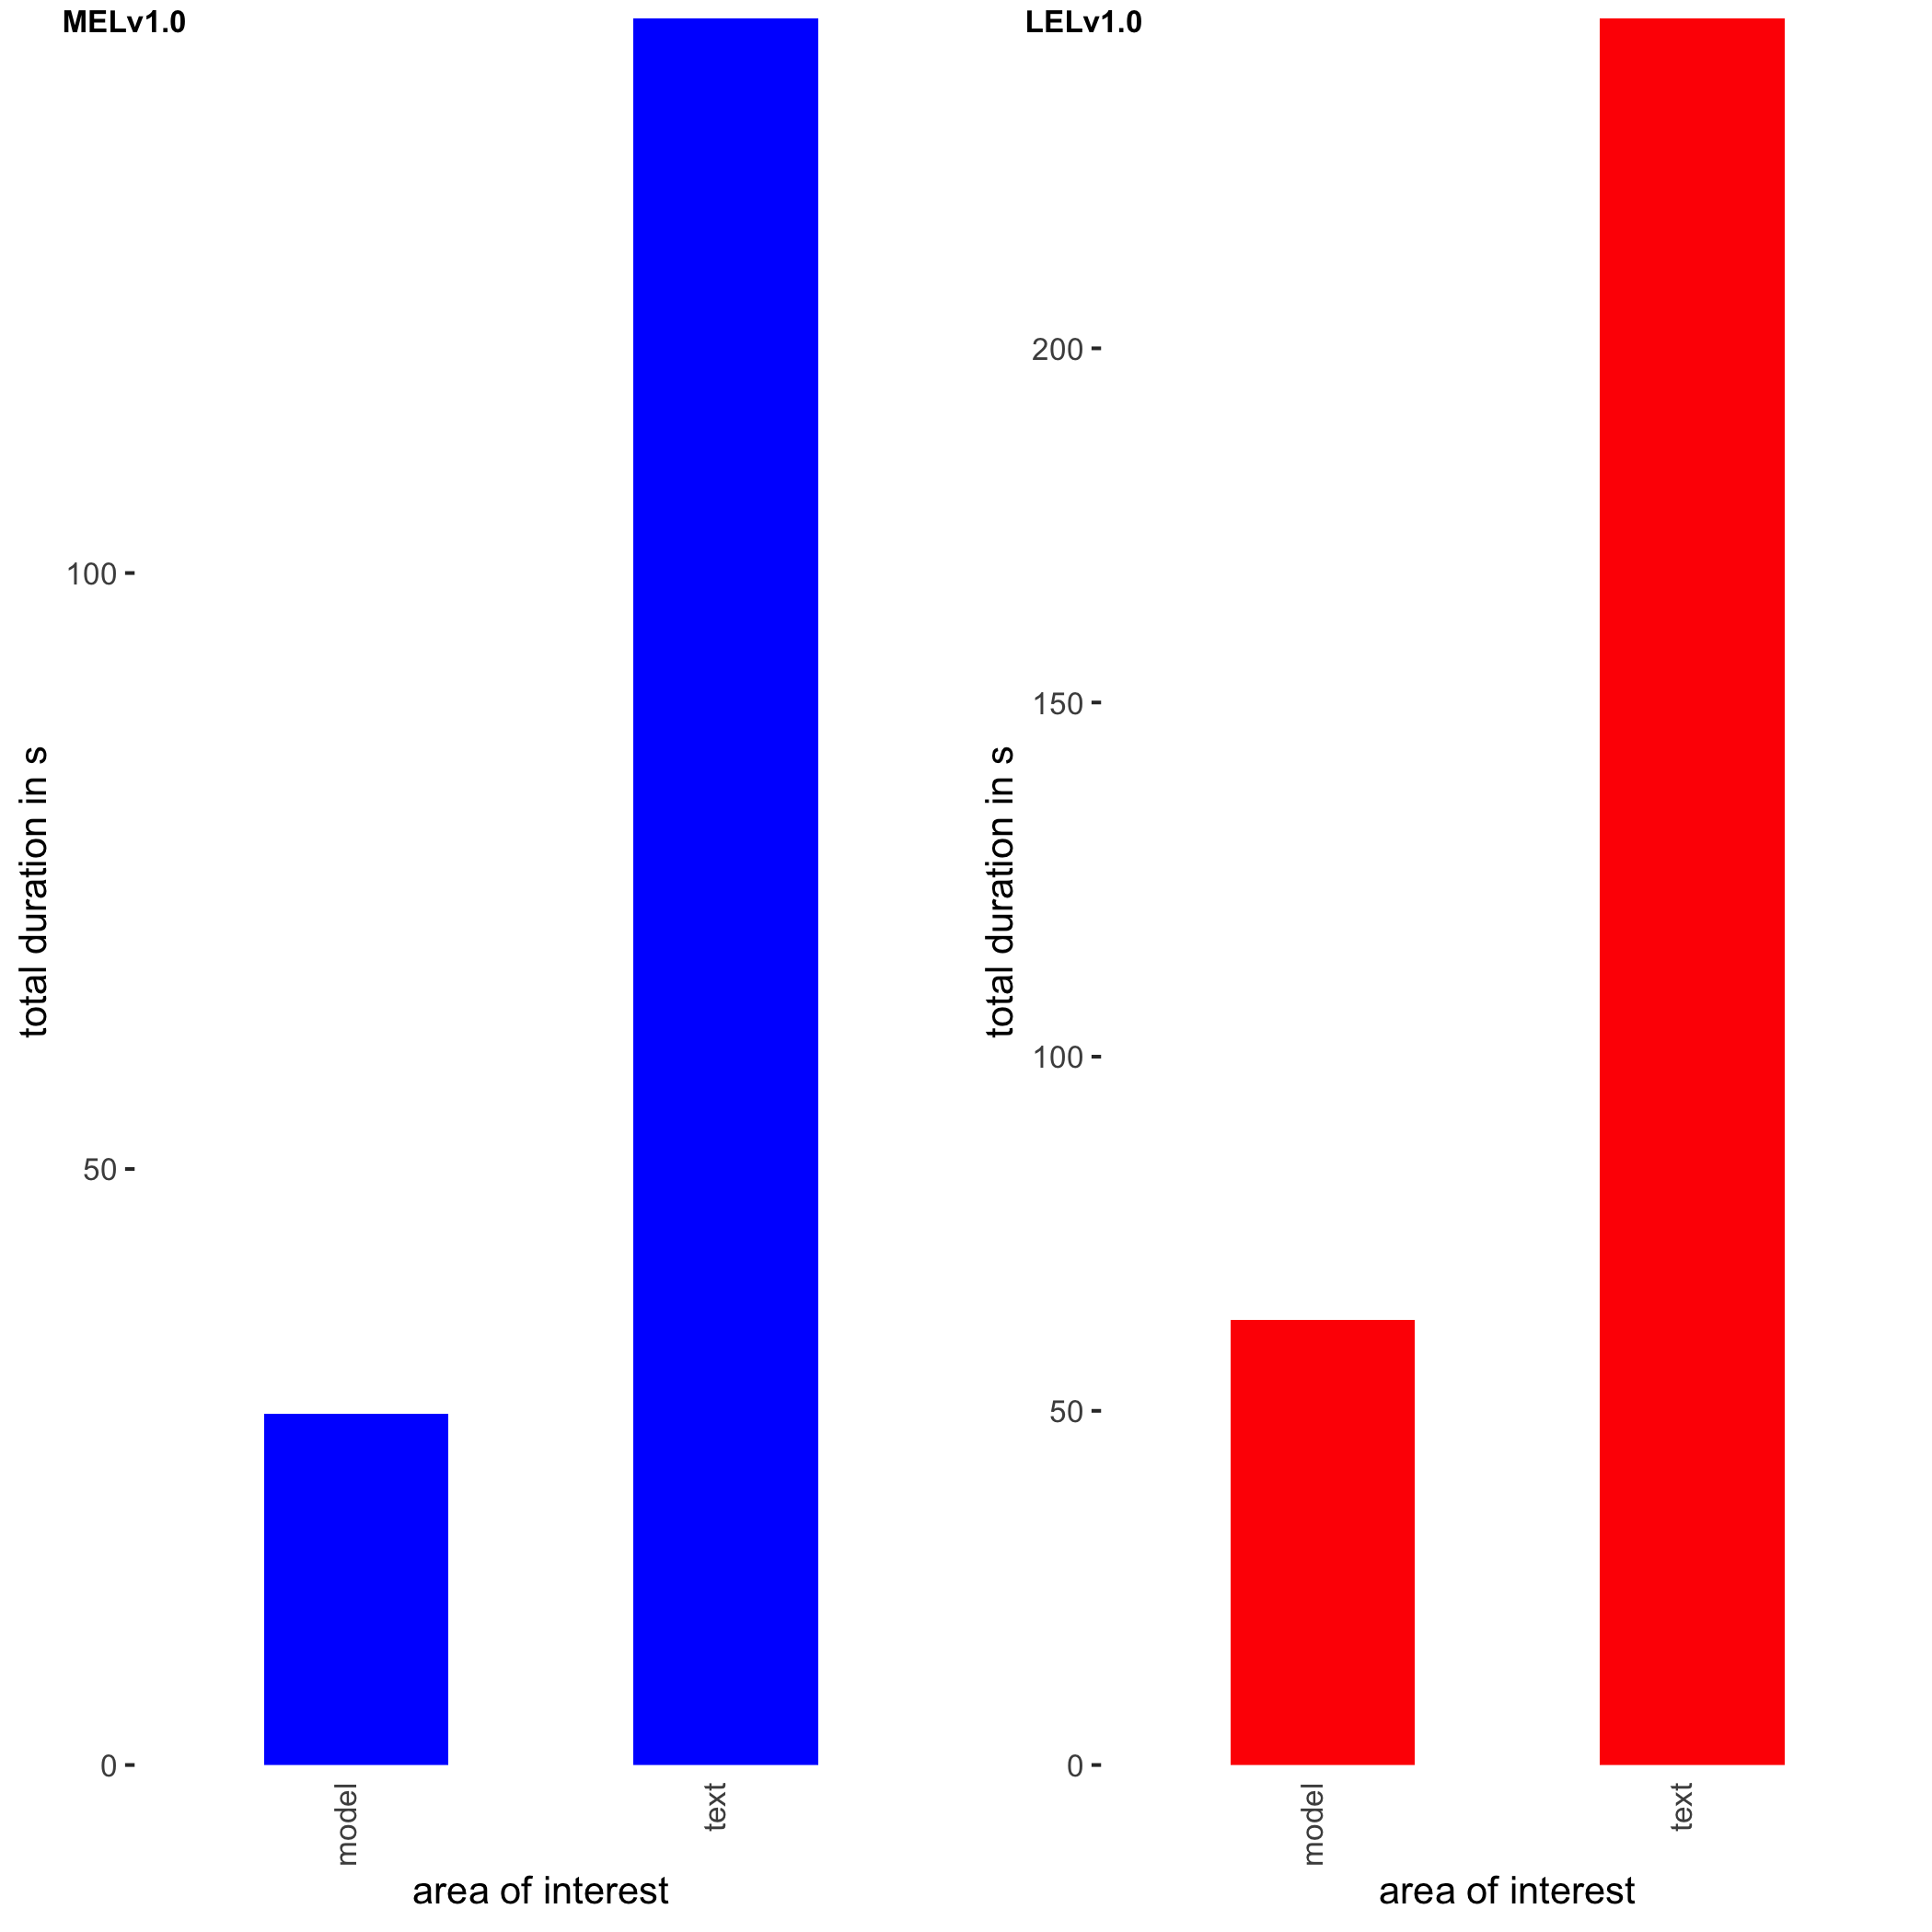 MELv1.0
total duration in s
100
50
0
model
text
area of interest
LELv1.0
total duration in s
200
150
100
50
0
model
text
area of interest